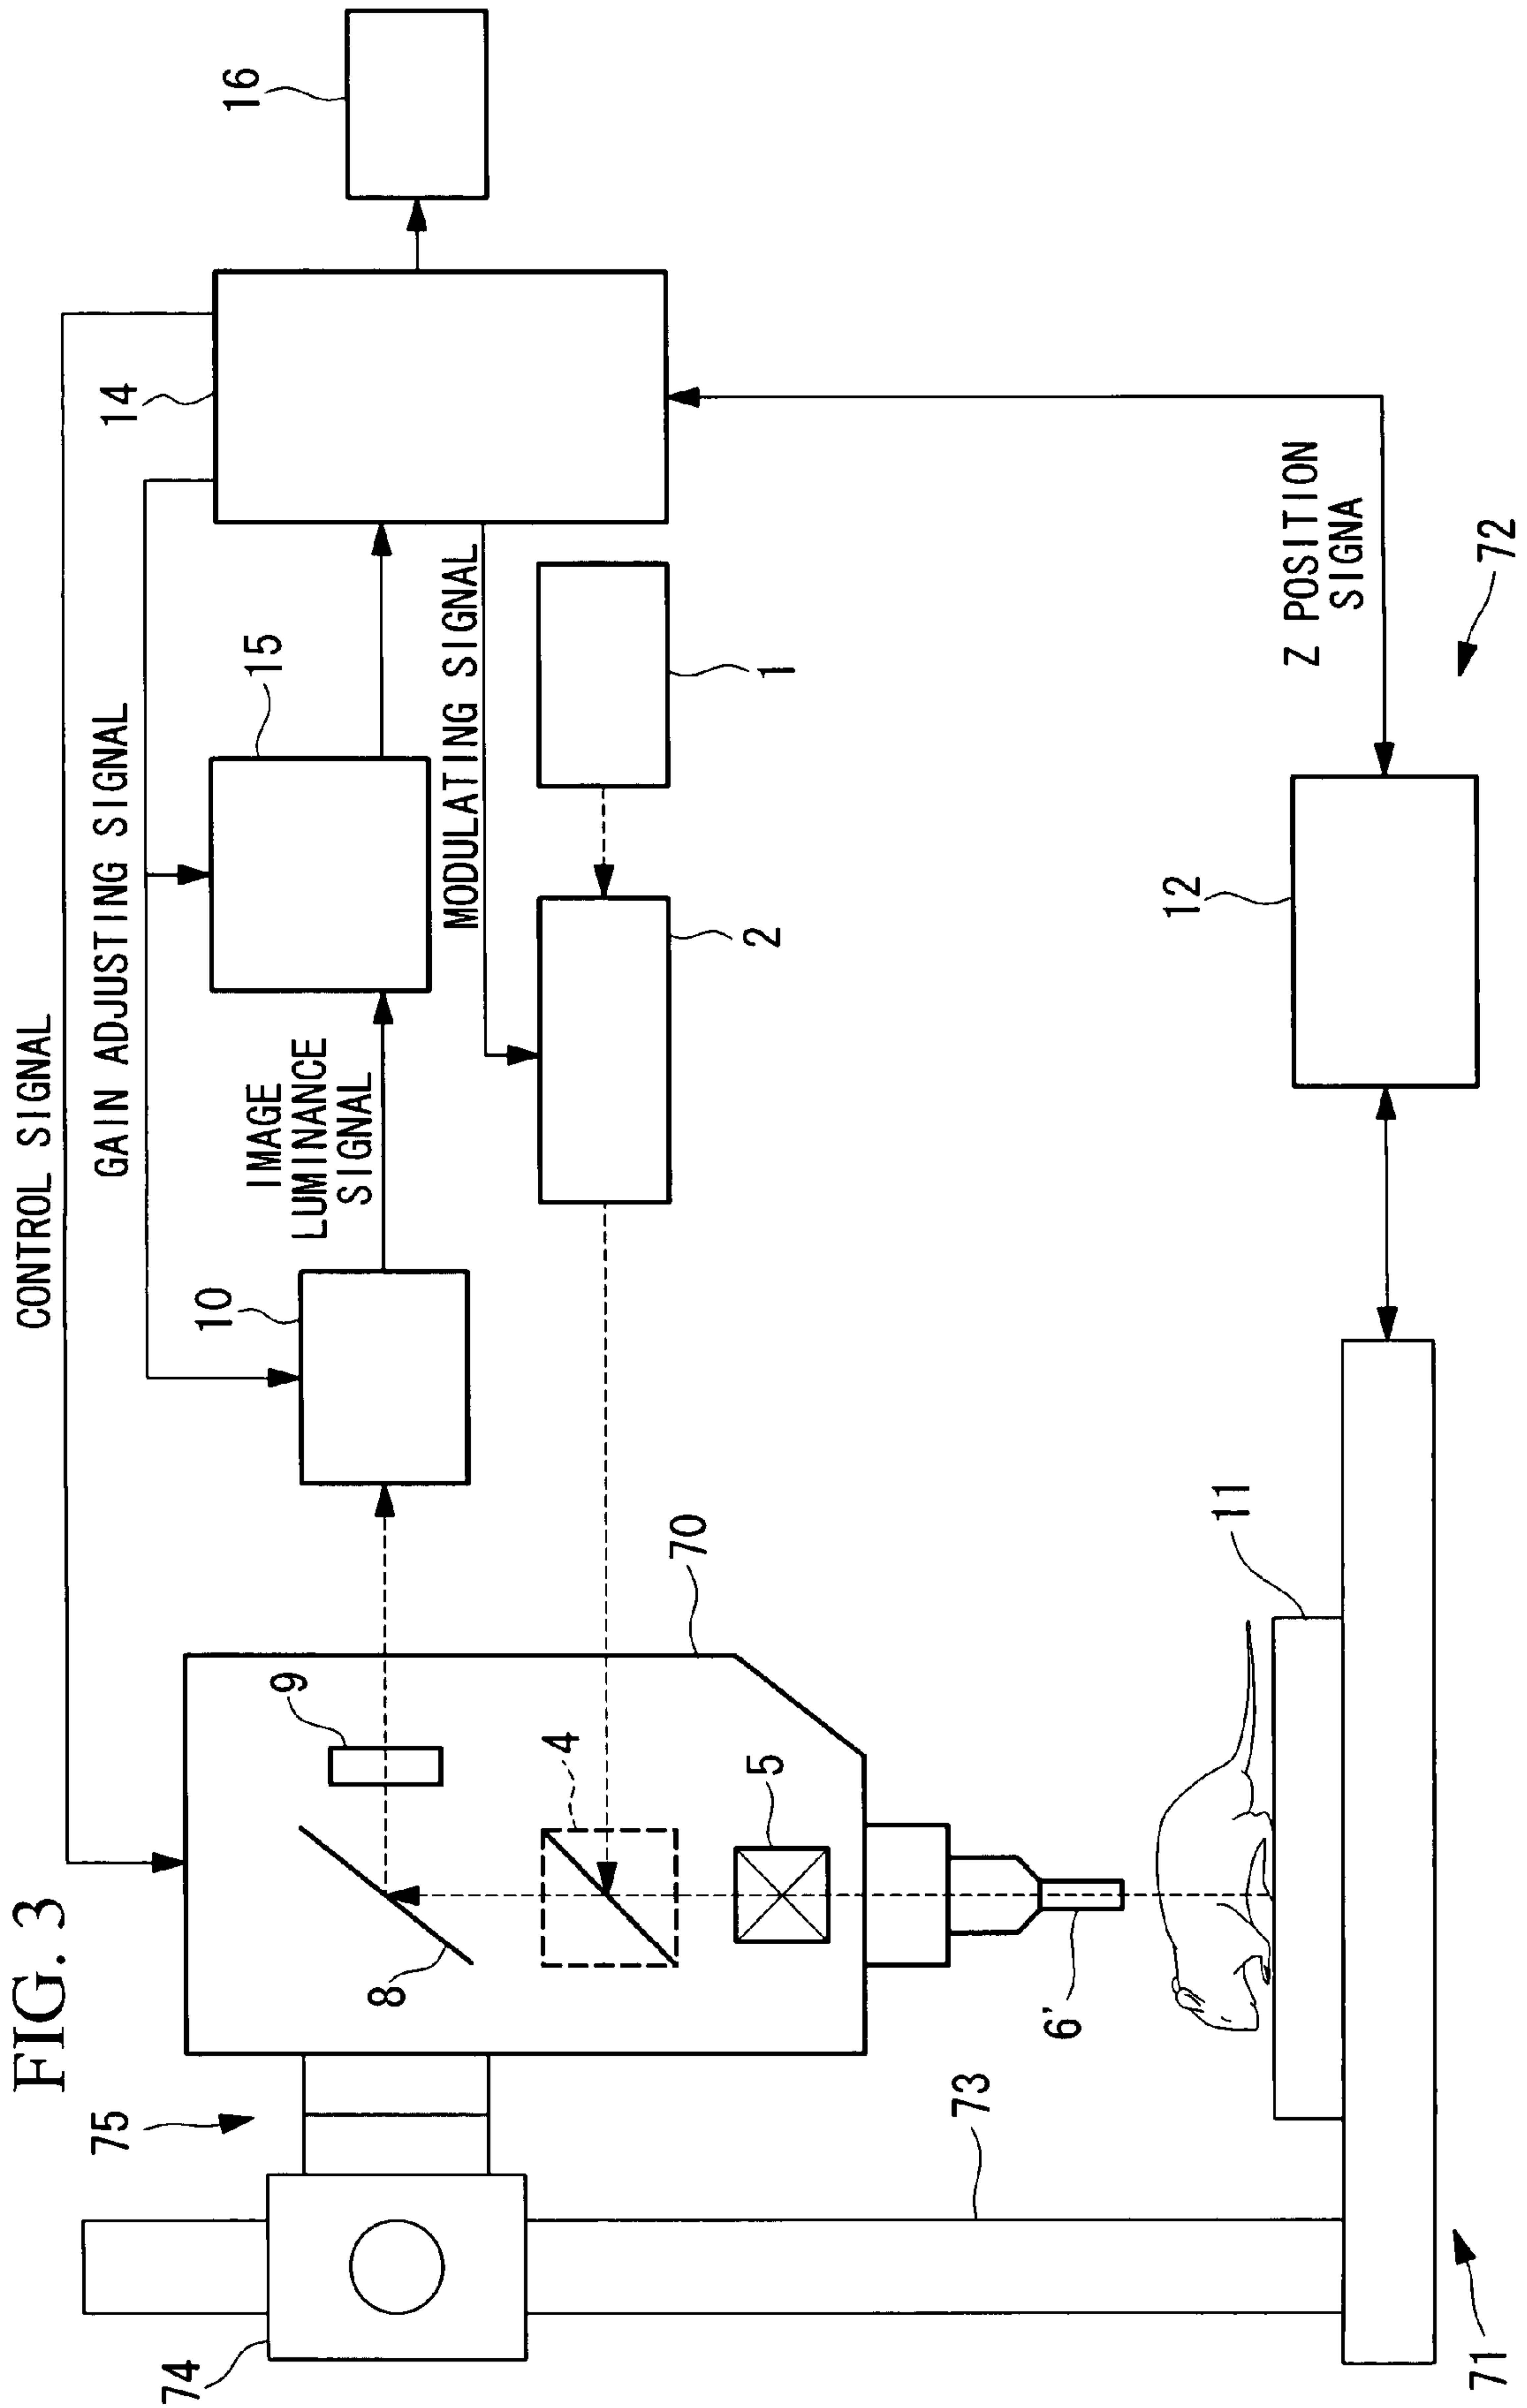 FIG. 3
CONTROL SIGNAL
GAIN ADJUSTING SIGNAL
IMAGE
LUMINANCE
SIGNAL
MODULATING SIGNAL
Z POSITION
SIGNA
75
74
73
71
72
70
8
9
4
5
6'
10
15
14
16
1
2
11
12